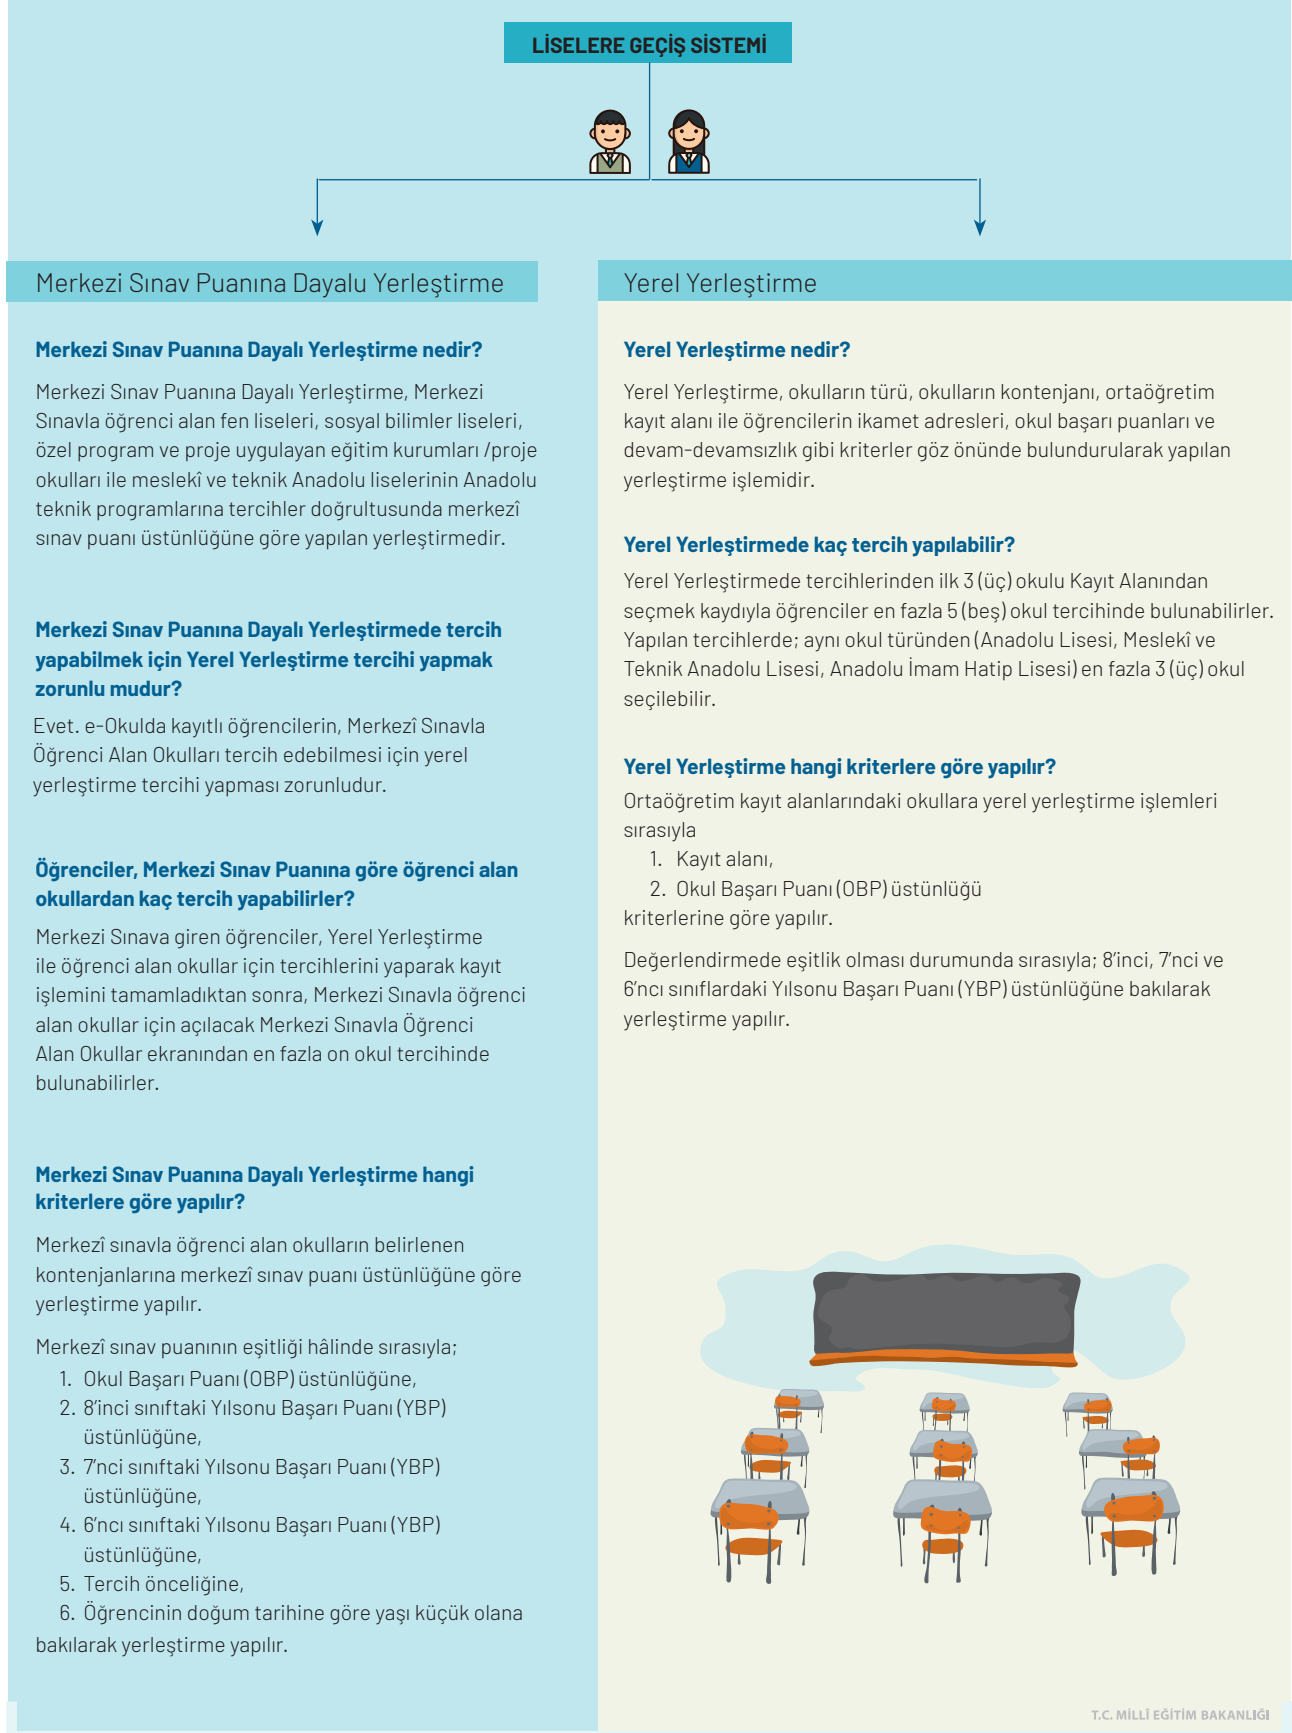 LİSELERE GEÇİŞ SİSTEMİ
Merkezi Sınav Puanına Dayalu Yerleştirme
Merkezi Sınav Puanına Dayalı Yerleştirme nedir?
Merkezi Sınav Puanına Dayalı Yerleştirme, Merkezi
Sınavla öğrenci alan fen liseleri, sosyal bilimler liseleri,
özel program ve proje uygulayan eğitim kurumları /proje
okulları ile meslekî ve teknik Anadolu liselerinin Anadolu
teknik programlarına tercihler doğrultusunda merkezî
sınav puanı üstünlüğüne göre yapılan yerleştirmedir.
Merkezi Sınav Puanına Dayalı Yerleştirmede tercih
yapabilmek için Yerel Yerleştirme tercihi yapmak
zorunlu mudur?
Evet. e-Okulda kayıtlı öğrencilerin, Merkezî Sınavla
Öğrenci Alan Okulları tercih edebilmesi için yerel
yerleştirme tercihi yapması zorunludur.
Öğrenciler, Merkezi Sınav Puanına göre öğrenci alan
okullardan kaç tercih yapabilirler?
Merkezi Sınava giren öğrenciler, Yerel Yerleştirme
ile öğrenci alan okullar için tercihlerini yaparak kayıt
işlemini tamamladıktan sonra, Merkezi Sınavla öğrenci
alan okullar için açılacak Merkezi Sınavla Öğrenci
Alan Okullar ekranından en fazla on okul tercihinde
bulunabilirler.
Merkezi Sınav Puanına Dayalı Yerleştirme hangi
kriterlere göre yapılır?
Merkezî sınavla öğrenci alan okulların belirlenen
kontenjanlarına merkezî sınav puanı üstünlüğüne göre
yerleştirme yapılır.
Merkezî sınav puanının eşitliği hâlinde sırasıyla;
1. Okul Başarı Puanı (OBP) üstünlüğüne,
2. 8'inci sınıftaki Yılsonu Başarı Puanı (YBP)
üstünlüğüne,
3. 7'nci sınıftaki Yılsonu Başarı Puanı (YBP)
üstünlüğüne,
4. 6'ncı sınıftaki Yılsonu Başarı Puanı (YBP)
üstünlüğüne,
5. Tercih önceliğine,
6. Öğrencinin doğum tarihine göre yaşı küçük olana
bakılarak yerleştirme yapılır.
Yerel Yerleştirme
Yerel Yerleştirme nedir?
Yerel Yerleştirme, okulların türü, okulların kontenjanı, ortaöğretim
kayıt alanı ile öğrencilerin ikamet adresleri, okul başarı puanları ve
devam-devamsızlık gibi kriterler göz önünde bulundurularak yapılan
yerleştirme işlemidir.
Yerel Yerleştirmede kaç tercih yapılabilir?
Yerel Yerleştirmede tercihlerinden ilk 3 (üç) okulu Kayıt Alanından
seçmek kaydıyla öğrenciler en fazla 5 (beş) okul tercihinde bulunabilirler.
Yapılan tercihlerde; aynı okul türünden (Anadolu Lisesi, Meslekî ve
Teknik Anadolu Lisesi, Anadolu İmam Hatip Lisesi) en fazla 3 (üç) okul
seçilebilir.
Yerel Yerleştirme hangi kriterlere göre yapılır?
Ortaöğretim kayıt alanlarındaki okullara yerel yerleştirme işlemleri
sırasıyla
1. Kayıt alanı,
2. Okul Başarı Puanı (OBP) üstünlüğü
kriterlerine göre yapılır.
Değerlendirmede eşitlik olması durumunda sırasıyla; 8'inci, 7'nci ve
6'ncı sınıflardaki Yılsonu Başarı Puanı (YBP) üstünlüğüne bakılarak
yerleştirme yapılır.
T.C. MİLLÎ EĞİTİM BAKANLIĞI